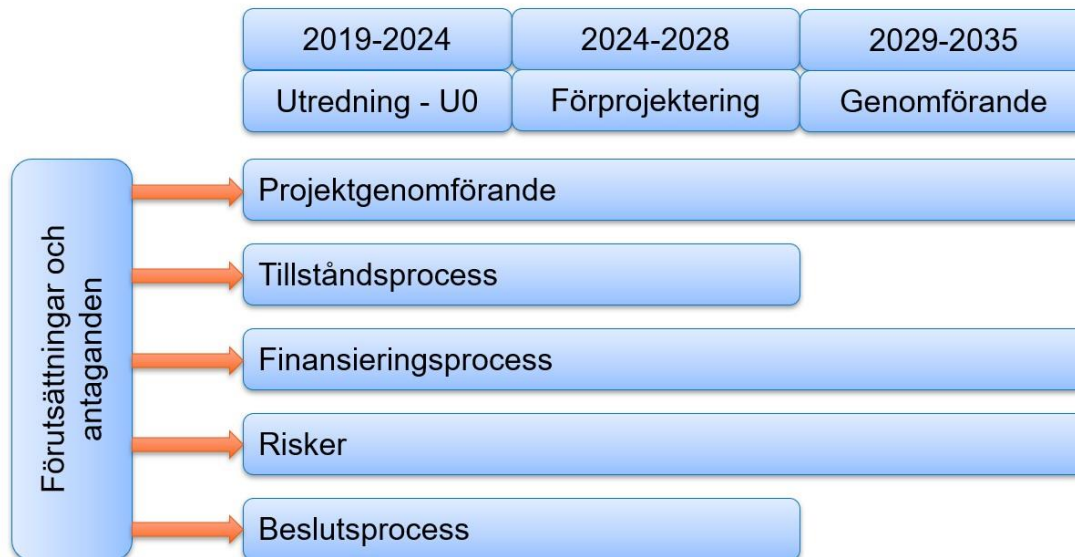 2019-2024
2024-2028
2029-2035
Utredning - U0
Förprojektering
Genomförande
Förutsättningar och
antaganden
Projektgenomförande
Tillståndsprocess
Finansieringsprocess
Risker
Beslutsprocess